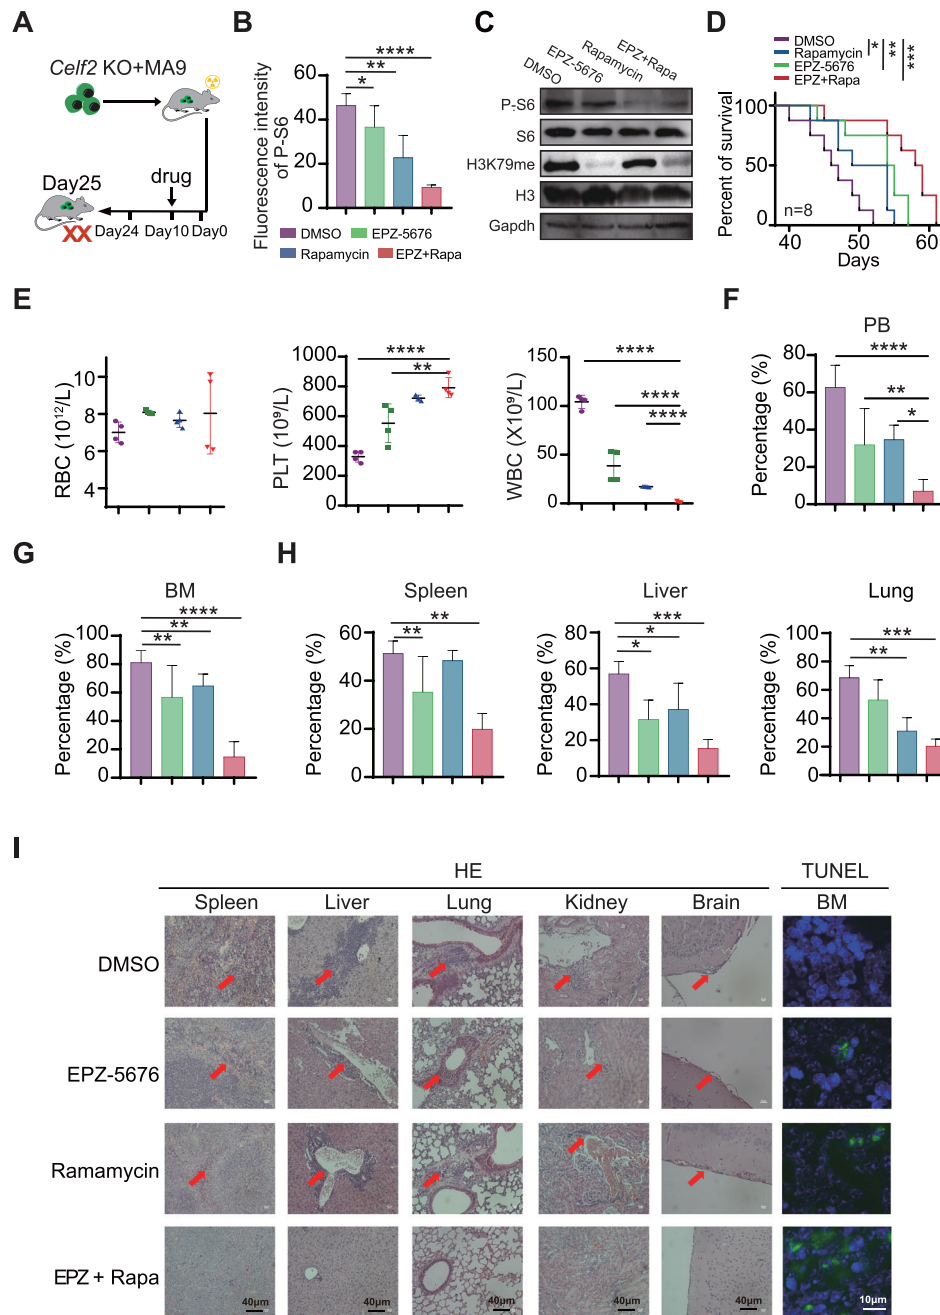 A
Celf2 KO+MA9
Day25
drug
XX
Day24 Day10 Day0
B
Fluorescence intensity
of P-S6
60
40
20
0
****
**
*
DMSO EPZ-5676
Rapamycin EPZ+Rapa
C
DMSO
EPZ-5676
Rapamycin
EPZ+Rapa
P-S6
S6
H3K79me
H3
Gapdh
D
DMSO
Rapamycin
EPZ-5676
EPZ+Rapa
*
**
***
Percent of survival
100
50
0
n=8
40 50 60
Days
E
RBC (10¹²/L)
10
8
6
4
PLT (10⁹/L)
1000
800
600
400
200
0
****
**
WBC (X10⁹/L)
150
100
50
0
****
****
****
F
PB
Percentage (%)
60
40
20
0
****
**
*
G
BM
Percentage (%)
100
80
60
40
20
0
****
**
**
H
Spleen
Percentage (%)
60
40
20
0
**
**
Liver
Percentage (%)
80
60
40
20
0
***
*
*
Lung
Percentage (%)
100
80
60
40
20
0
***
**
I
HE TUNEL
Spleen Liver Lung Kidney Brain BM
DMSO
EPZ-5676
Ramamycin
EPZ + Rapa
40μm 40μm 40μm 40μm 40μm 10μm